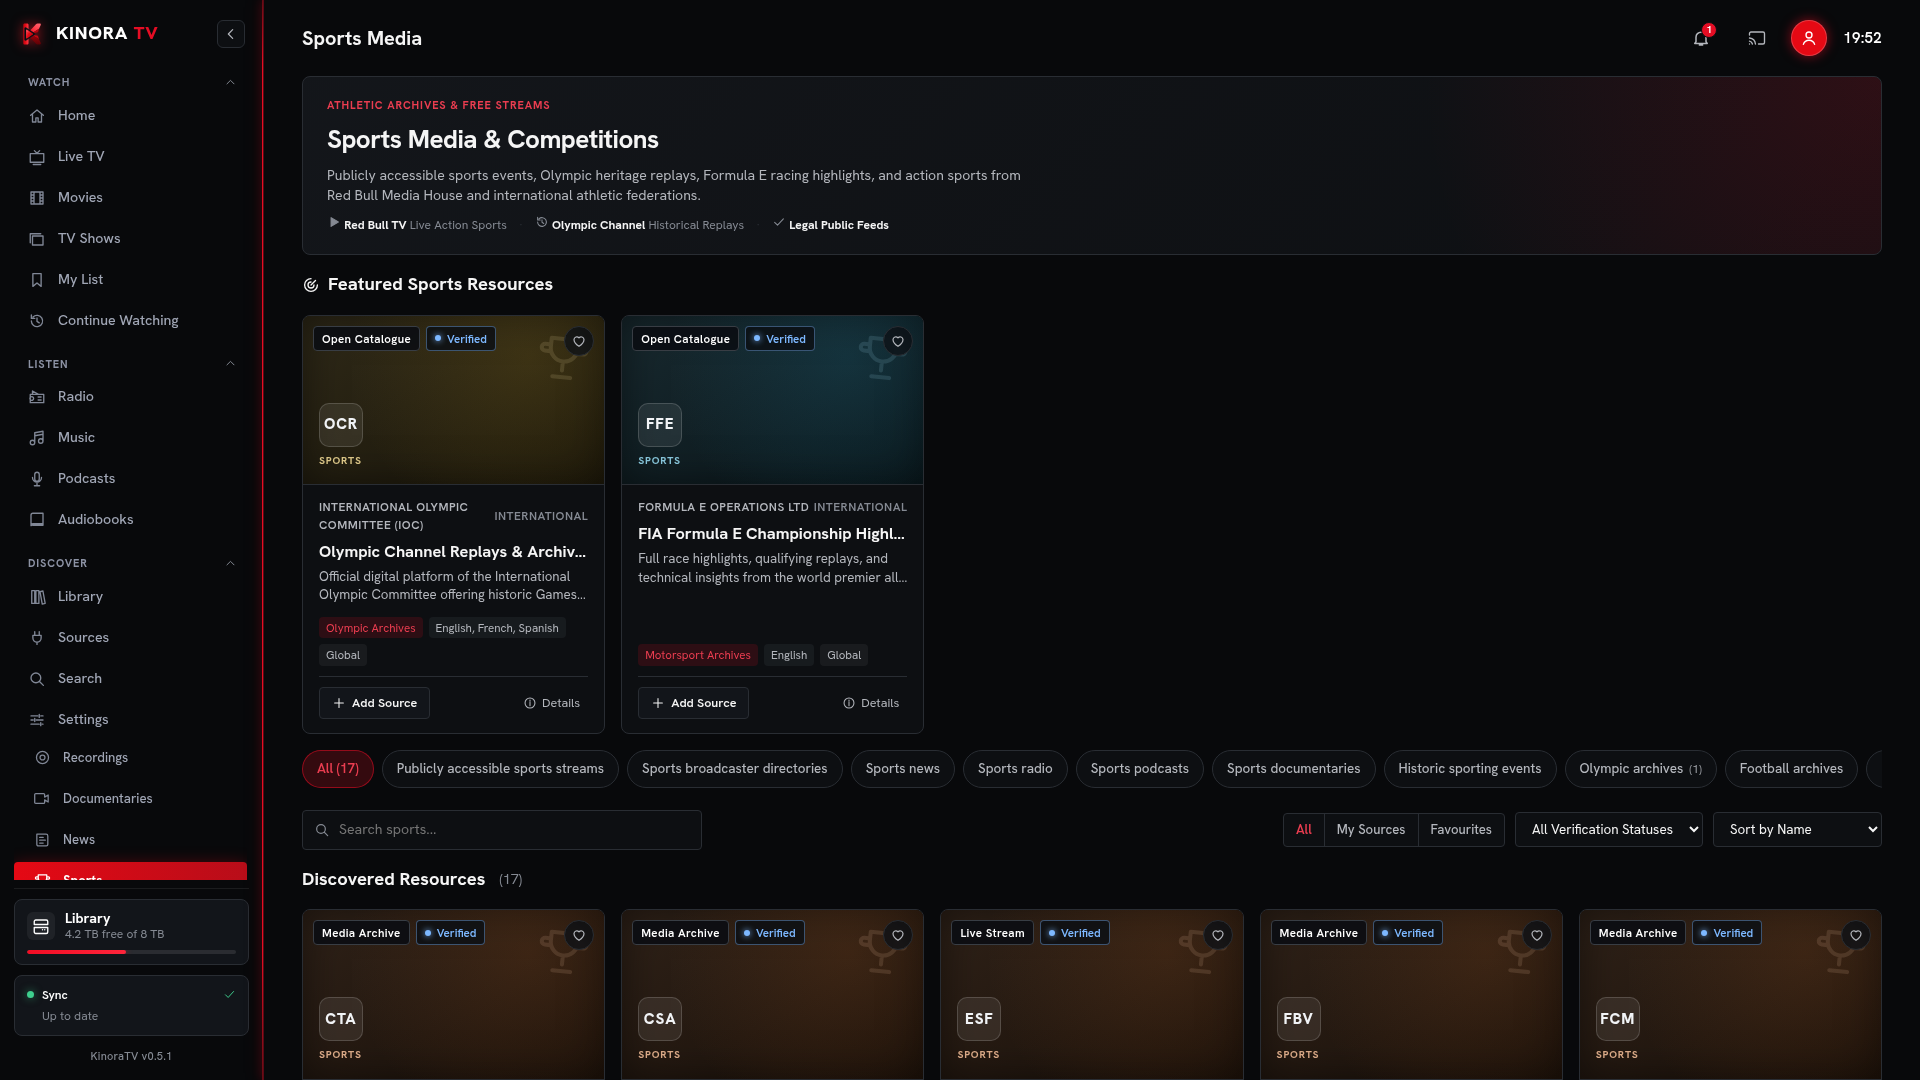 KINORA TV
WATCH
Home
Live TV
Movies
TV Shows
My List
Continue Watching
LISTEN
Radio
Music
Podcasts
Audiobooks
DISCOVER
Library
Sources
Search
Settings
Recordings
Documentaries
News
Sports
Library
4.2 TB free of 8 TB
Sync
Up to date
KinoraTV v0.5.1
Sports Media
1
19:52
ATHLETIC ARCHIVES & FREE STREAMS
Sports Media & Competitions
Publicly accessible sports events, Olympic heritage replays, Formula E racing highlights, and action sports from
Red Bull Media House and international athletic federations.
Red Bull TV Live Action Sports · Olympic Channel Historical Replays · Legal Public Feeds
Featured Sports Resources
Open Catalogue Verified
OCR
SPORTS
INTERNATIONAL OLYMPIC
COMMITTEE (IOC)
INTERNATIONAL
Olympic Channel Replays & Archiv...
Official digital platform of the International
Olympic Committee offering historic Games...
Olympic Archives English, French, Spanish
Global
Add Source Details
Open Catalogue Verified
FFE
SPORTS
FORMULA E OPERATIONS LTD INTERNATIONAL
FIA Formula E Championship Highl...
Full race highlights, qualifying replays, and
technical insights from the world premier all...
Motorsport Archives English Global
Add Source Details
All (17) Publicly accessible sports streams Sports broadcaster directories Sports news Sports radio Sports podcasts Sports documentaries Historic sporting events Olympic archives (1) Football archives
Search sports...
All My Sources Favourites All Verification Statuses Sort by Name
Discovered Resources (17)
Media Archive Verified
CTA
SPORTS
Media Archive Verified
CSA
SPORTS
Live Stream Verified
ESF
SPORTS
Media Archive Verified
FBV
SPORTS
Media Archive Verified
FCM
SPORTS